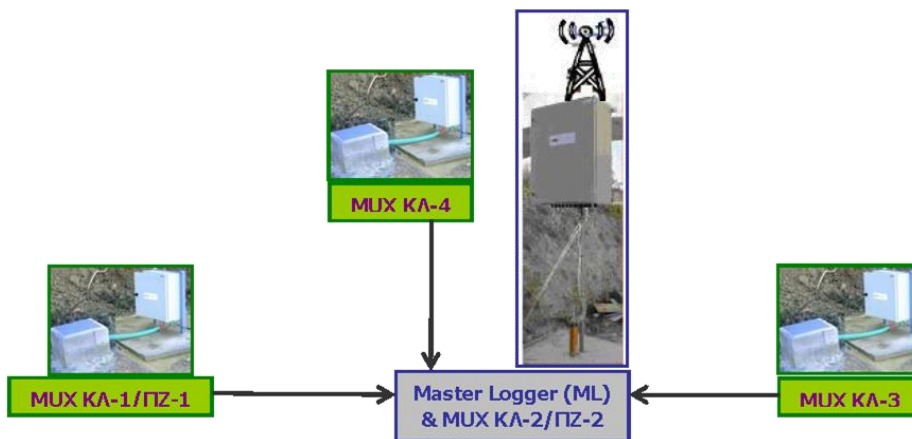 MUX ΚΛ-4
MUX ΚΛ-1/ΠΖ-1
Master Logger (ML)
& MUX ΚΛ-2/ΠΖ-2
MUX ΚΛ-3